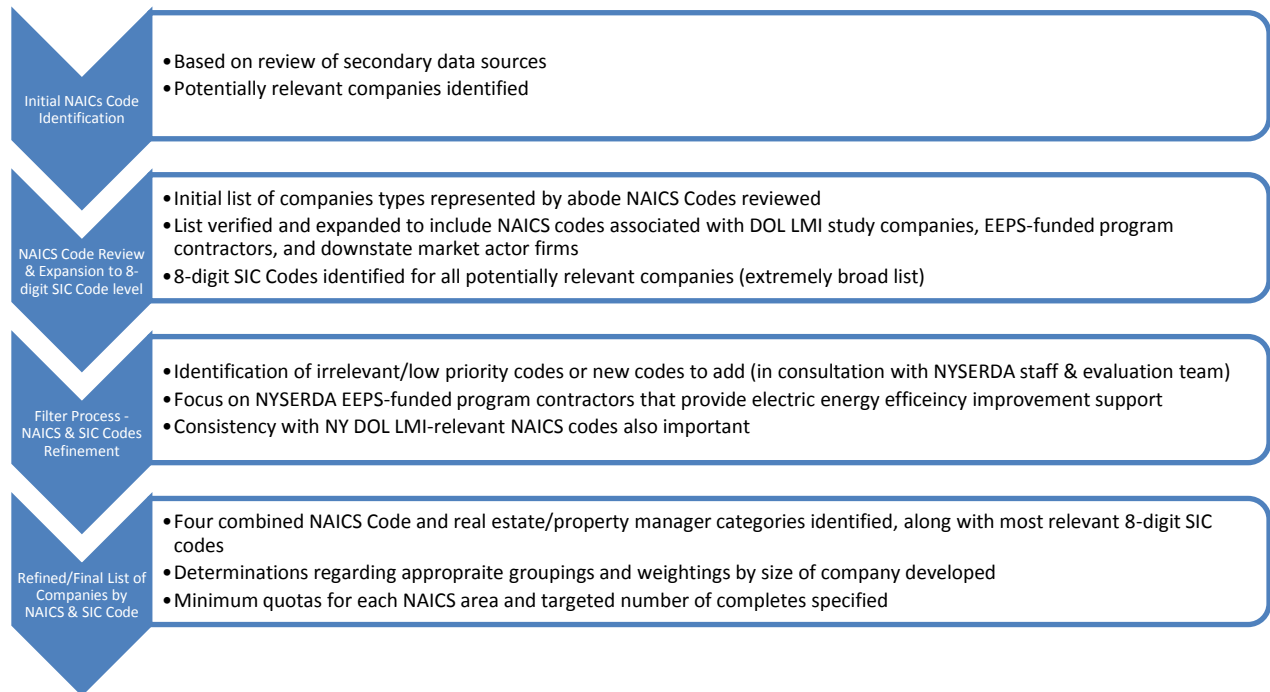 Initial NAICs Code
Identification
•Based on review of secondary data sources
•Potentially relevant companies identified
NAICS Code Review
& Expansion to 8-
digit SIC Code level
•Initial list of companies types represented by abode NAICS Codes reviewed
•List verified and expanded to include NAICS codes associated with DOL LMI study companies, EEPS-funded program
contractors, and downstate market actor firms
•8-digit SIC Codes identified for all potentially relevant companies (extremely broad list)
Filter Process -
NAICS & SIC Codes
Refinement
•Identification of irrelevant/low priority codes or new codes to add (in consultation with NYSERDA staff & evaluation team)
•Focus on NYSERDA EEPS-funded program contractors that provide electric energy efficeincy improvement support
•Consistency with NY DOL LMI-relevant NAICS codes also important
Refined/Final List of
Companies by
NAICS & SIC Code
•Four combined NAICS Code and real estate/property manager categories identified, along with most relevant 8-digit SIC
codes
•Determinations regarding appropraite groupings and weightings by size of company developed
•Minimum quotas for each NAICS area and targeted number of completes specified